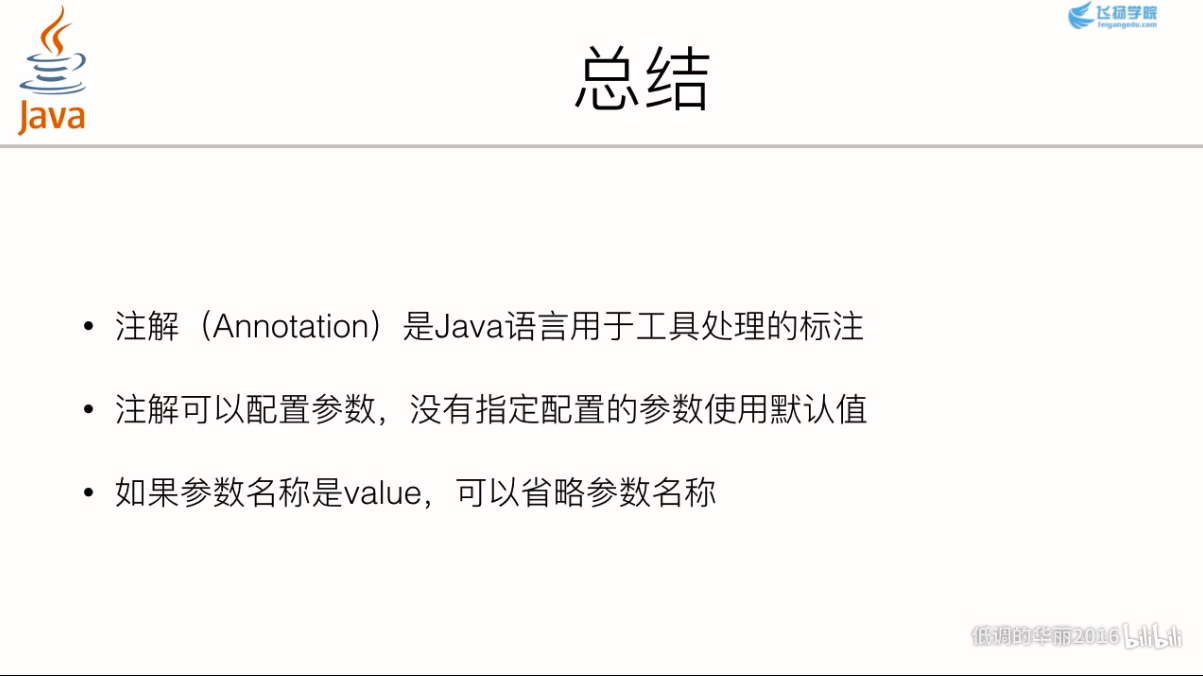 飞扬学院
feiyangedu.com
Java
总结
• 注解（Annotation）是Java语言用于工具处理的标注
• 注解可以配置参数，没有指定配置的参数使用默认值
• 如果参数名称是value，可以省略参数名称
低调的华丽2016 bilibili